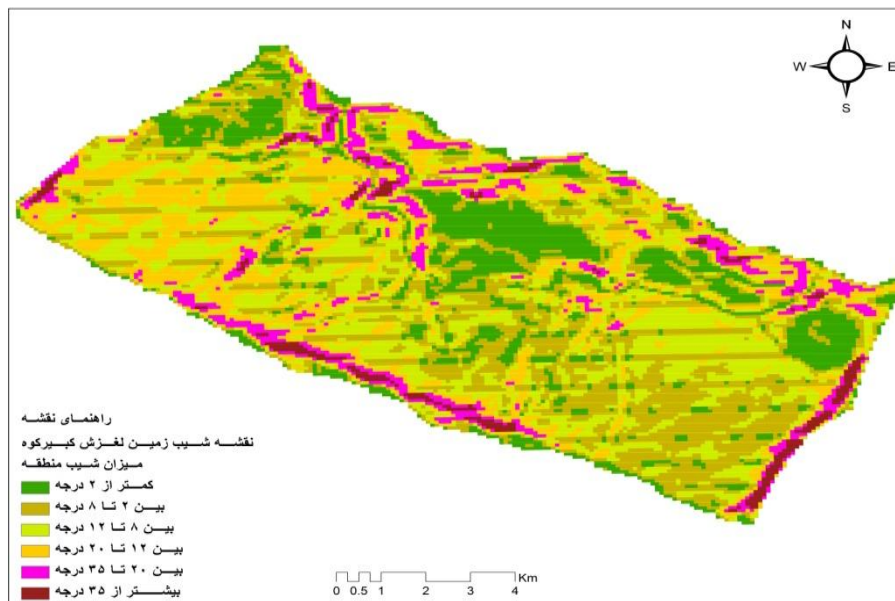 N
W E
S
راهنمای نقشه
نقشه شیب زمین لغزش کبیرکوه
میزان شیب منطقه
کمتر از ۲ درجه
بین ۲ تا ۸ درجه
بین ۸ تا ۱۲ درجه
بین ۱۲ تا ۲۰ درجه
بین ۲۰ تا ۳۵ درجه
بیشتر از ۳۵ درجه
Km
0 0.5 1 2 3 4